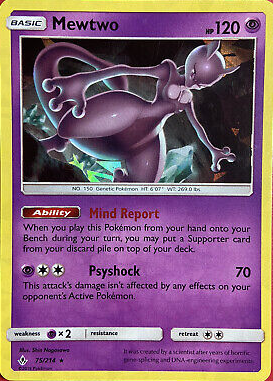 BASIC Mewtwo HP 120
NO. 150 Genetic Pokémon HT: 6'07" WT: 269.0 lbs
Ability Mind Report
When you play this Pokémon from your hand onto your
Bench during your turn, you may put a Supporter card
from your discard pile on top of your deck.
Psyshock 70
This attack's damage isn't affected by any effects on your
opponent's Active Pokémon.
weakness ×2 resistance retreat
Illus. Shin Nagasawa
75/214 ★
It was created by a scientist after years of horrific
gene-splicing and DNA-engineering experiments.